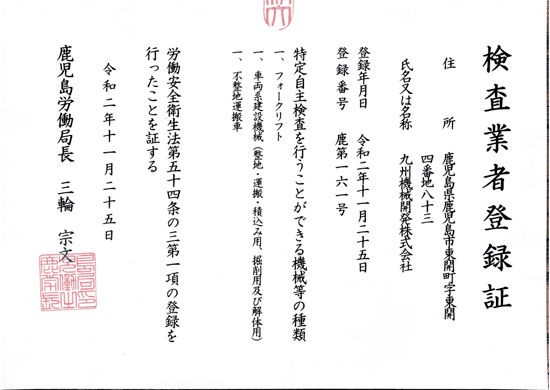 検査業者登録証
住所 鹿児島県鹿児島市東開町字東開
四番地八十三
氏名又は名称 九州機械開発株式会社
登録年月日 令和二年十一月二十五日
登録番号 鹿第一六一号
特定自主検査を行うことができる機械等の種類
一、フォークリフト
一、車両系建設機械（整地・運搬・積込み用、掘削用及び解体用）
一、不整地運搬車
労働安全衛生法第五十四条の三第一項の登録を
行ったことを証する
令和二年十一月二十五日
鹿児島労働局長 三輪 宗文